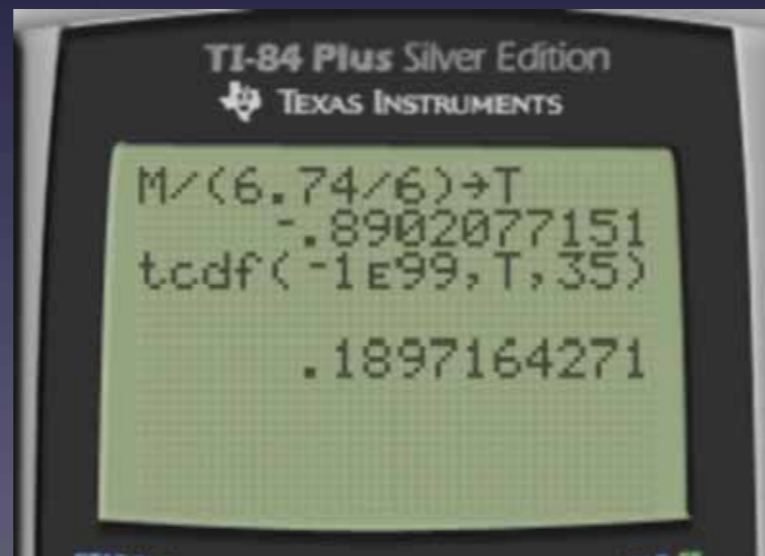 TI-84 Plus Silver Edition
TEXAS INSTRUMENTS
M/(6.74/6)→T
-.8902077151
tcdf(-1E99,T,35)
.1897164271